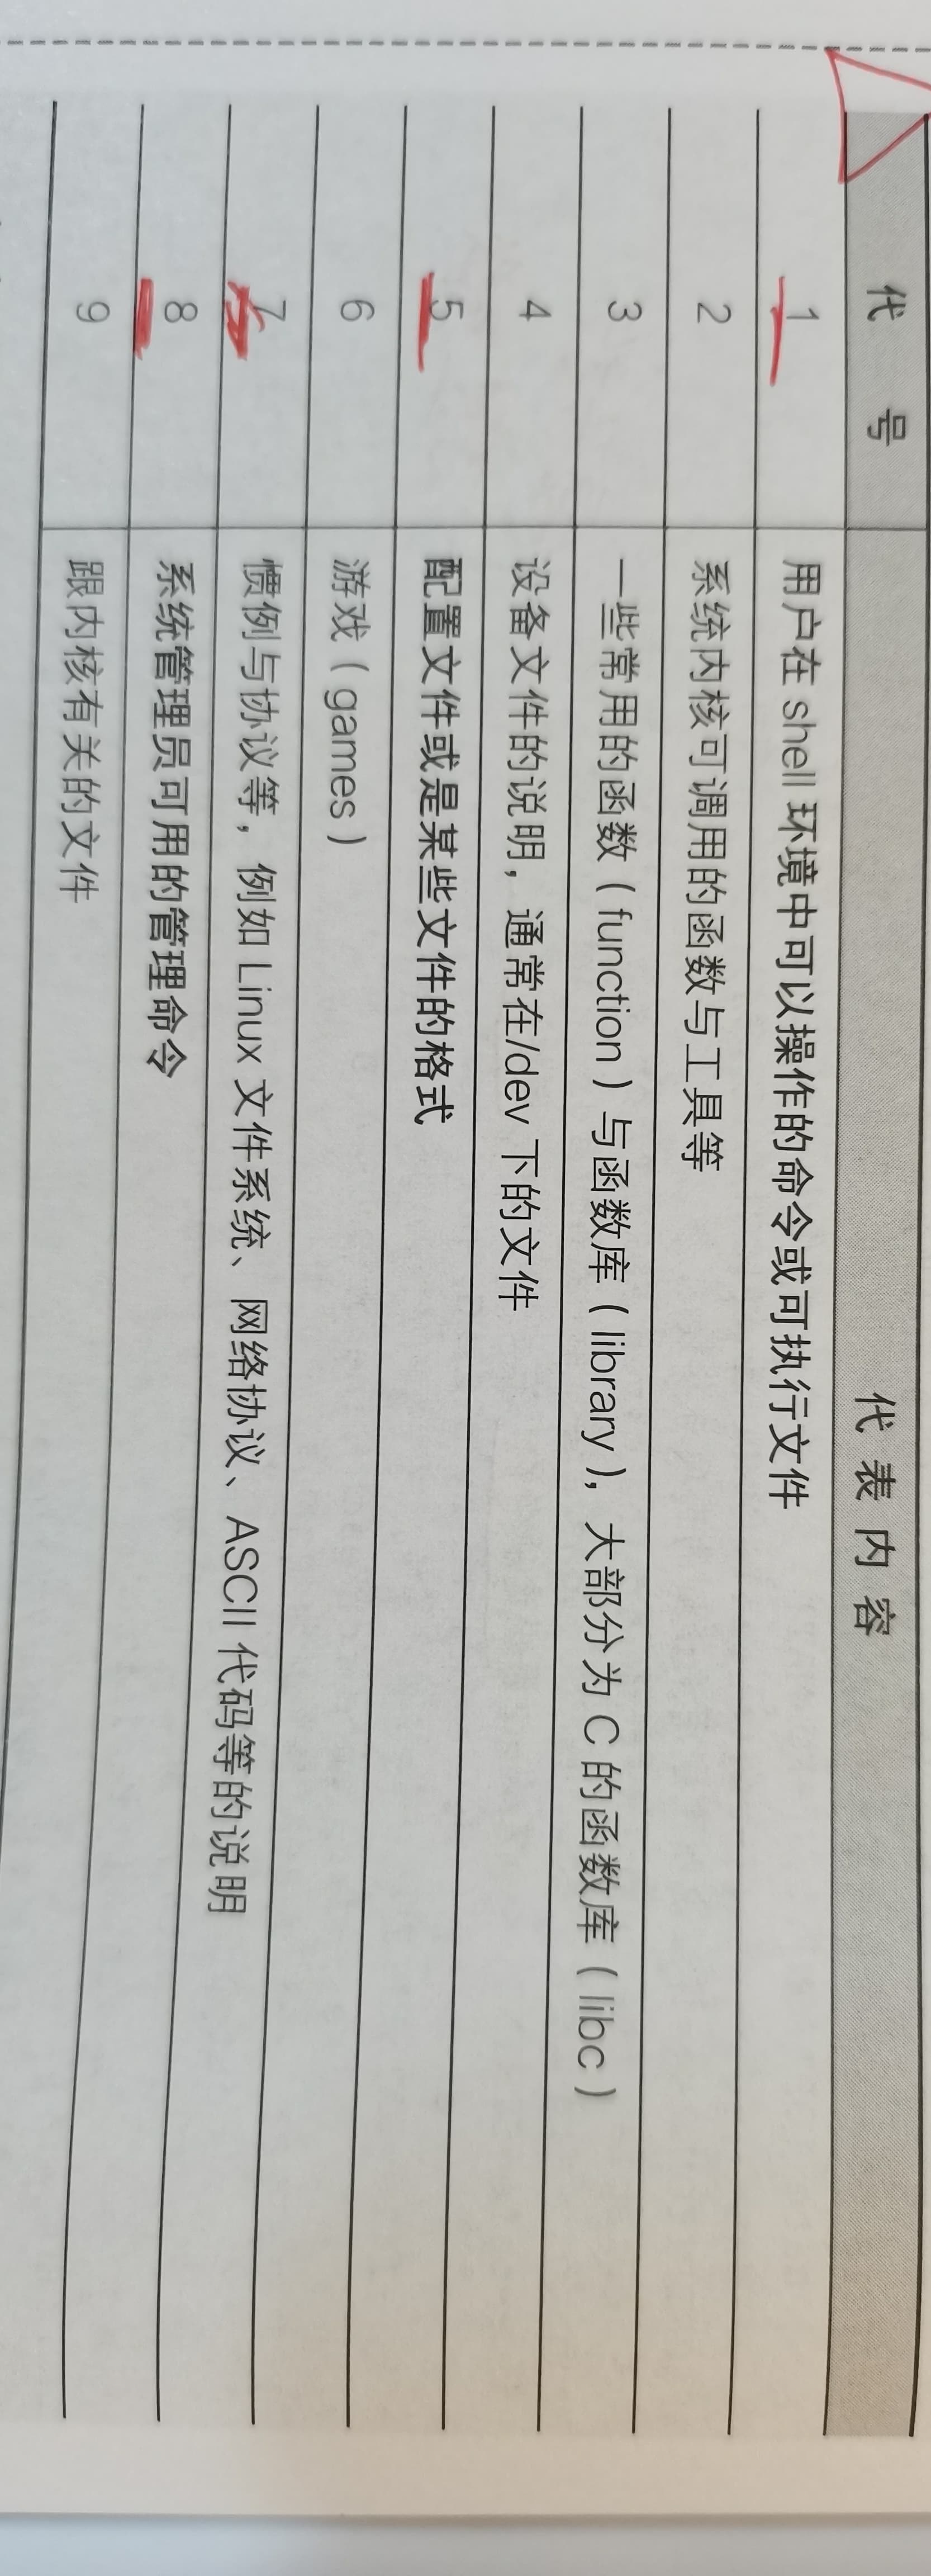 代 号 代表内容
1 用户在 shell 环境中可以操作的命令或可执行文件
2 系统内核可调用的函数与工具等
3 一些常用的函数（function）与函数库（library），大部分为 C 的函数库（libc）
4 设备文件的说明，通常在/dev 下的文件
5 配置文件或是某些文件的格式
6 游戏（games）
7 惯例与协议等，例如 Linux 文件系统、网络协议、ASCII 代码等的说明
8 系统管理员可用的管理命令
9 跟内核有关的文件